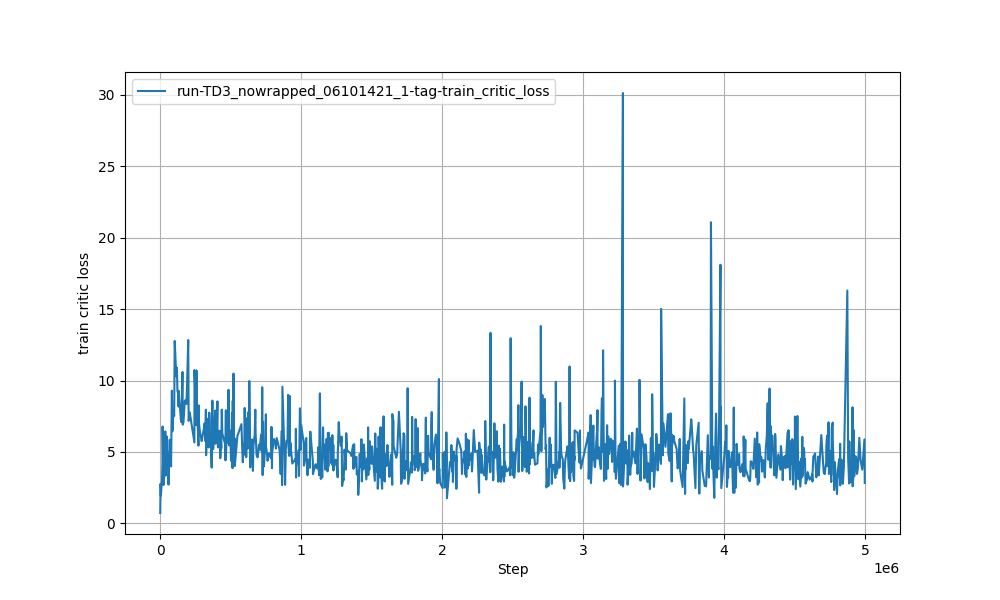 run-TD3_nowrapped_06101421_1-tag-train_critic_loss
30
25
20
15
10
5
0
train critic loss
0 1 2 3 4 5
Step
1e6